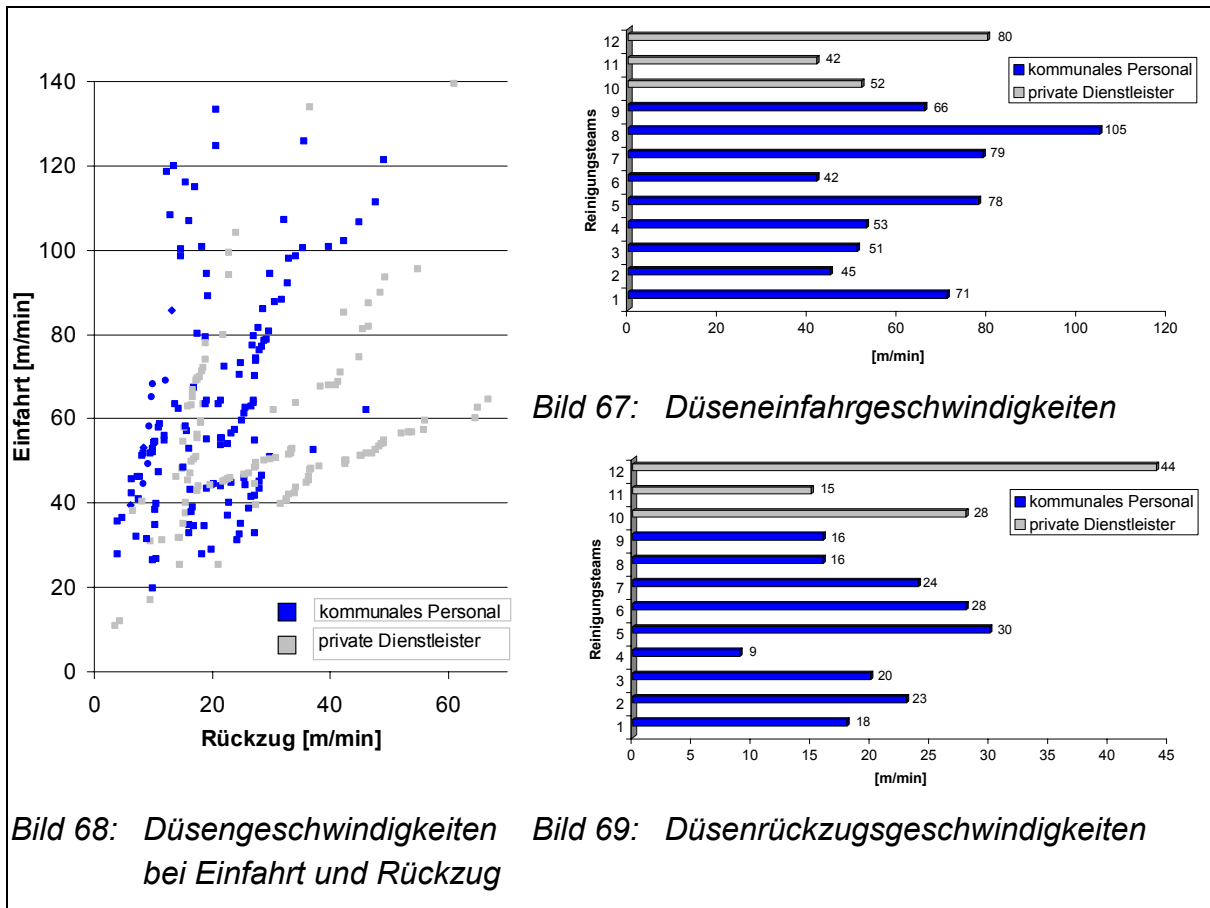 140
120
100
80
60
40
20
0
Einfahrt [m/min]
0 20 40 60
Rückzug [m/min]
kommunales Personal
private Dienstleister
Bild 68: Düsengeschwindigkeiten
bei Einfahrt und Rückzug
Reinigungsteams
12 80
11 42
10 52
9 66
8 105
7 79
6 42
5 78
4 53
3 51
2 45
1 71
0 20 40 60 80 100 120
[m/min]
kommunales Personal
private Dienstleister
Bild 67: Düseneinfahrgeschwindigkeiten
Reinigungsteams
12 44
11 15
10 28
9 16
8 16
7 24
6 28
5 30
4 9
3 20
2 23
1 18
0 5 10 15 20 25 30 35 40 45
[m/min]
kommunales Personal
private Dienstleister
Bild 69: Düsenrückzugsgeschwindigkeiten